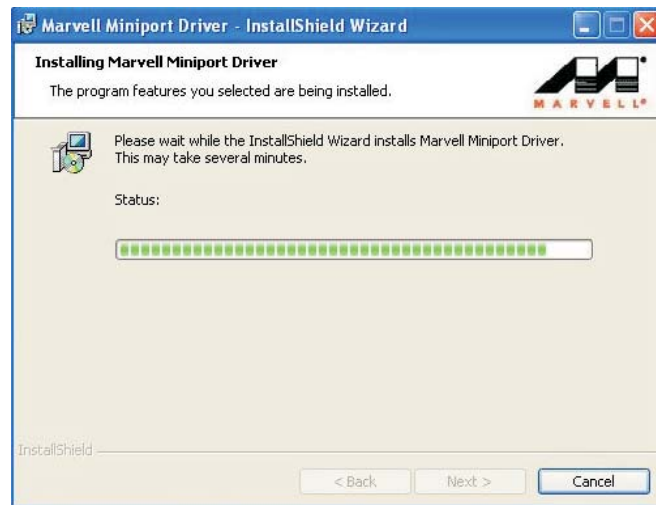 Marvell Miniport Driver - InstallShield Wizard
Installing Marvell Miniport Driver
The program features you selected are being installed.
MARVELL®
Please wait while the InstallShield Wizard installs Marvell Miniport Driver.
This may take several minutes.
Status:
InstallShield
< Back Next > Cancel